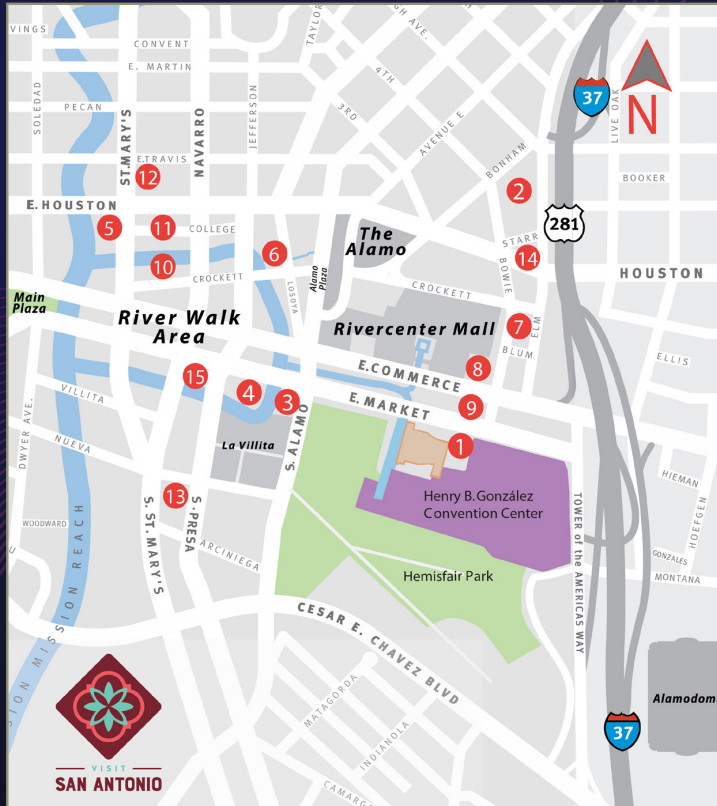 VINGS
CONVENT
E. MARTIN
PECAN
SOLEDAD
ST.MARY'S
NAVARRO
JEFFERSON
TAYLOR
GH AVE.
4TH
3RD
AVENUE E
BONHAM
37
N
LIVE OAK
BOOKER
E.TRAVIS
12
E.HOUSTON
5
11
COLLEGE
10
6
CROCKETT
LOSOYA
Alamo
Plaza
The
Alamo
2
281
STARR
14
BOWIE
HOUSTON
CROCKETT
Main
Plaza
River Walk
Area
Rivercenter Mall
7
ELM
BLUM
8
ELLIS
E.COMMERCE
15
4
3
E.MARKET
9
VILLITA
La Villita
1
S. ALAMO
NUEVA
DWYER AVE.
13
Henry B.González
Convention Center
HIEMAN
HOEFGEN
WOODWARD
S. ST. MARY'S
S. PRESA
ARCINIEGA
U
GONZALES
MONTANA
Hemisfair Park
TOWER of the AMERICAS WAY
SION MISSION REACH
CESAR E. CHAVEZ BLVD
MATAGORDA
INDIANOLA
CAMARG
Alamodom
37
VISIT
SAN ANTONIO